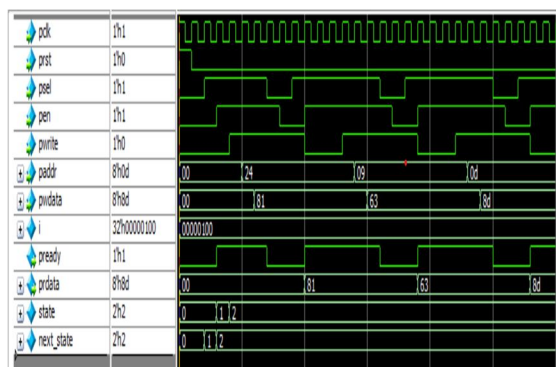 pclk 1'h1
prst 1'h0
psel 1'h1
pen 1'h1
pwrite 1'h0
paddr 8'h0d 00 24 09 0d
pwdata 8'h8d 00 81 63 8d
i 32'h00000100 00000100
pready 1'h1
prdata 8'h8d 00 81 63 8d
state 2'h2 0 1 2
next_state 2'h2 0 1 2